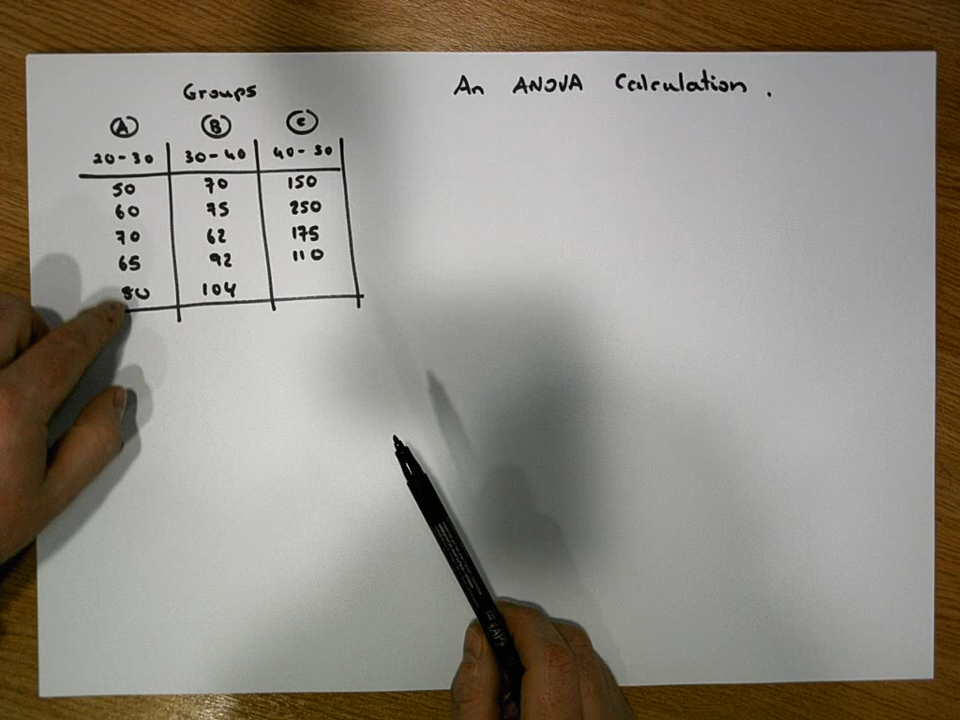 An ANOVA Calculation.
Groups
A B C
20-30 30-40 40-50
50 70 150
60 75 250
70 62 175
65 92 110
80 104